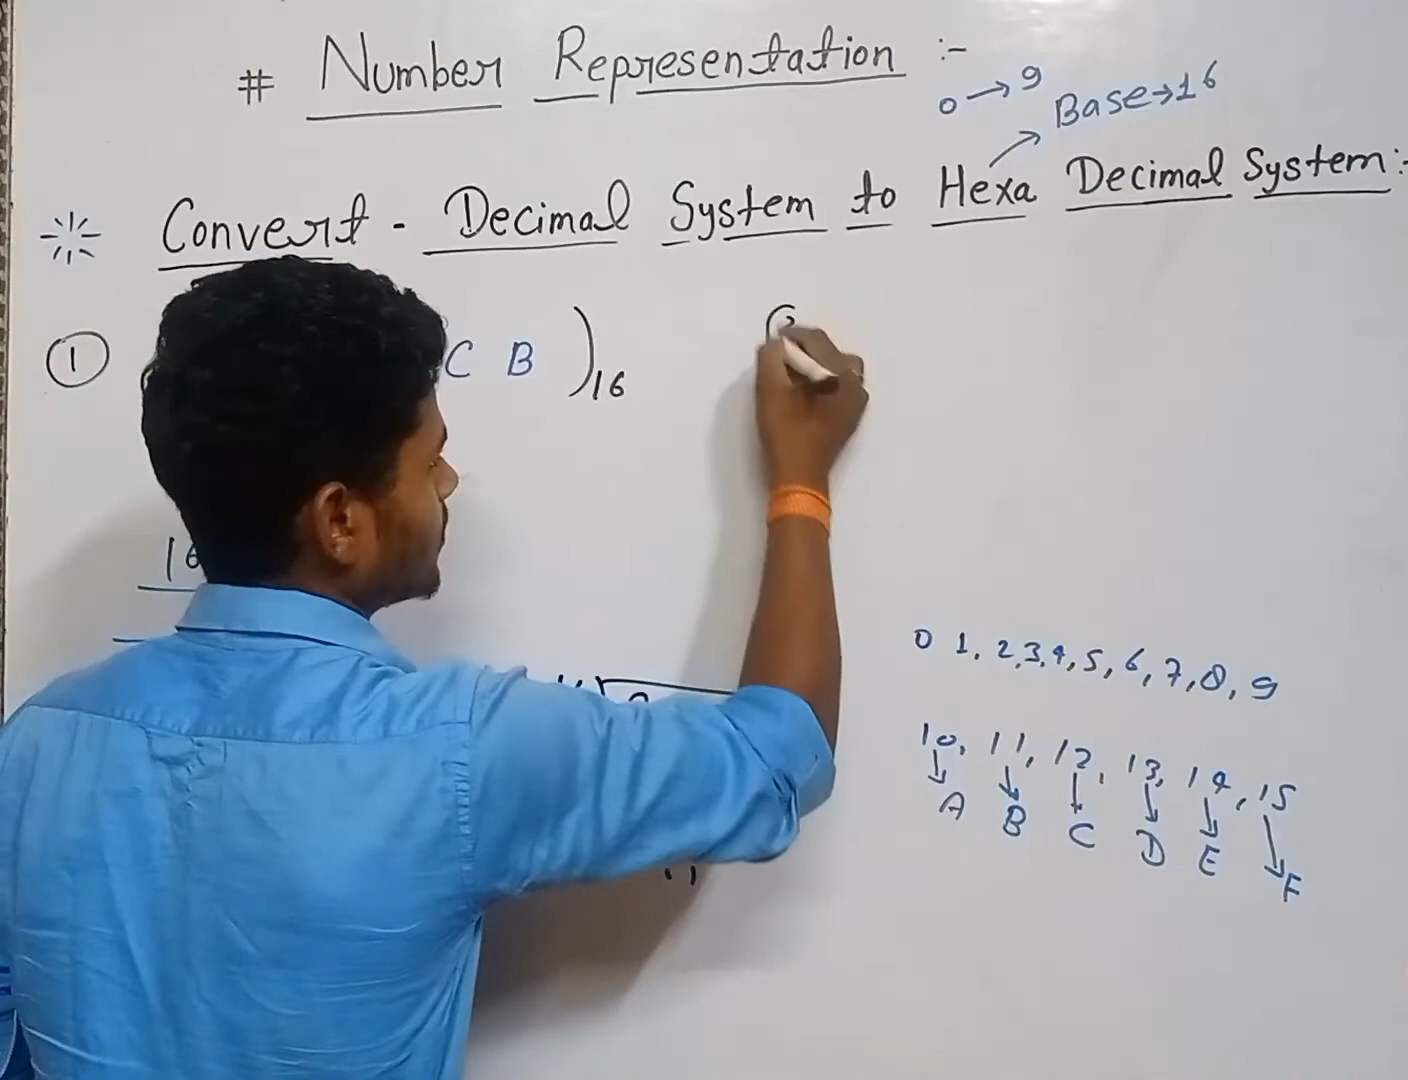 # Number Representation :-
0 → 9
Base → 16
Convert - Decimal System to Hexa Decimal System :-
① C B )16
16
0 1, 2, 3, 4, 5, 6, 7, 8, 9
10, 11, 12, 13, 14, 15
A B C D E F